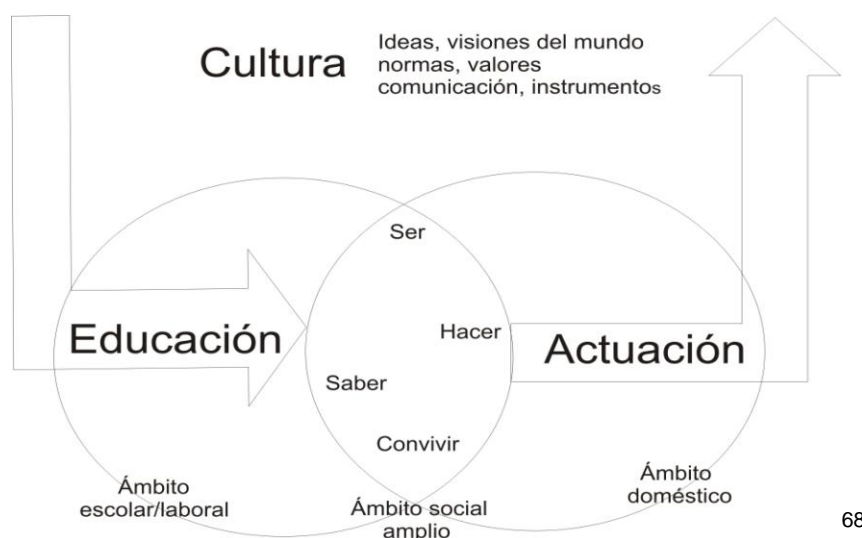 Cultura
Ideas, visiones del mundo
normas, valores
comunicación, instrumentos
Ser
Hacer
Educación
Actuación
Saber
Convivir
Ámbito
escolar/laboral
Ámbito social
amplio
Ámbito
doméstico
68